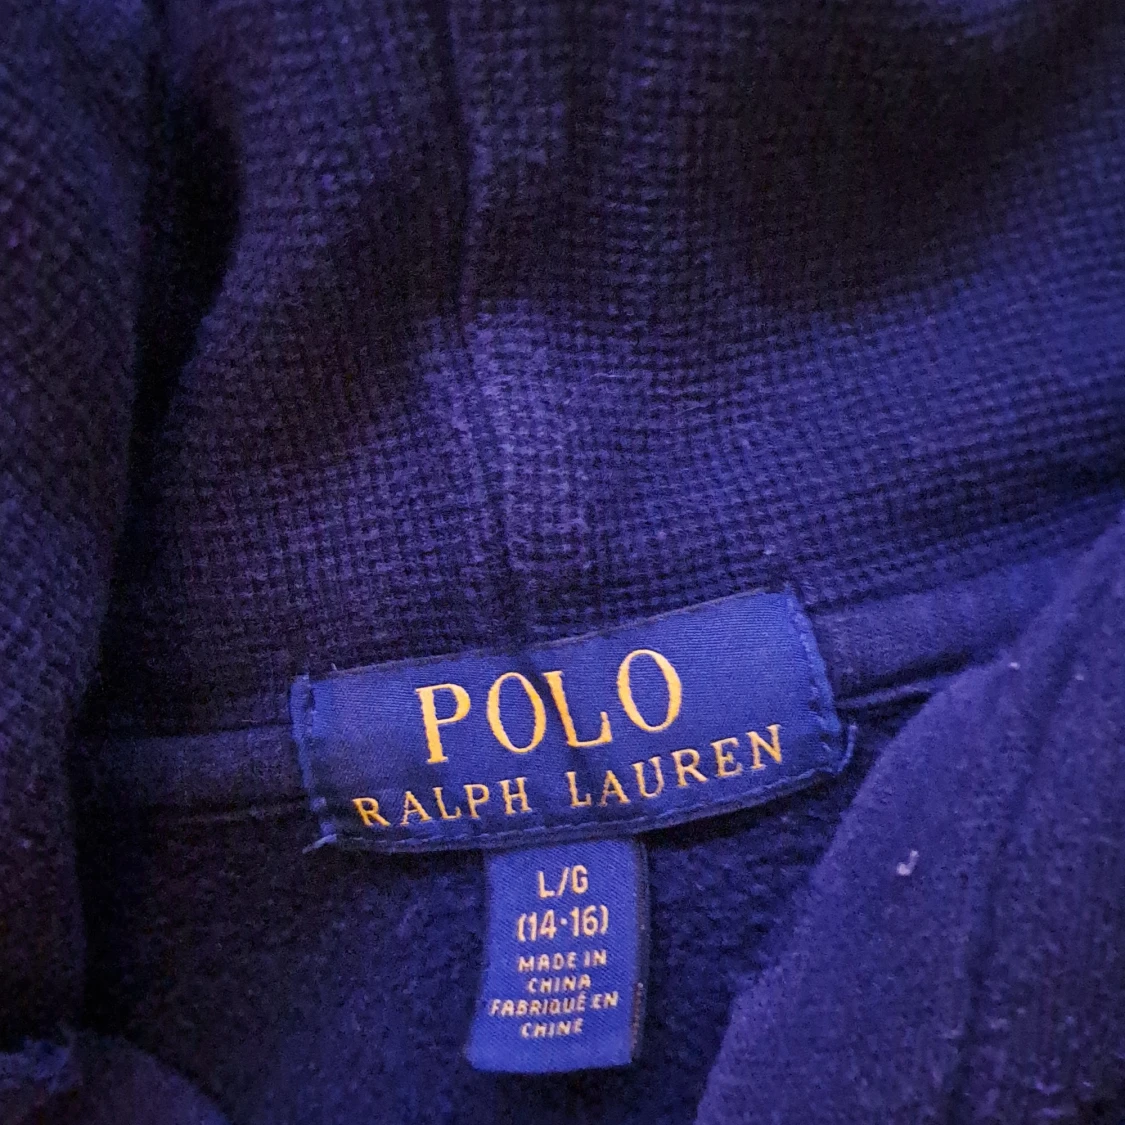 POLO
RALPH LAUREN
L/G
(14·16)
MADE IN
CHINA
FABRIQUÉ EN
CHINE